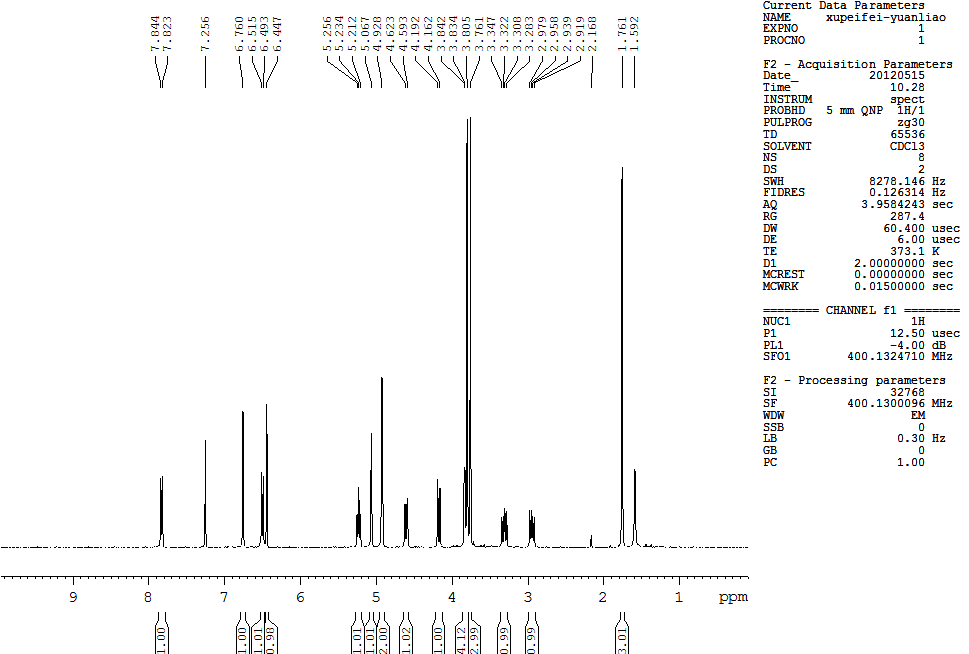 7.844
7.823
7.256
6.760
6.515
6.493
6.447
5.256
5.234
5.212
5.067
4.928
4.623
4.593
4.192
4.162
3.842
3.834
3.805
3.761
3.347
3.322
3.308
3.283
2.979
2.958
2.939
2.919
2.168
1.761
1.592
Current Data Parameters
NAME xupeifei-yuanliao
EXPNO 1
PROCNO 1
F2 - Acquisition Parameters
Date_ 20120515
Time 10.28
INSTRUM spect
PROBHD 5 mm QNP 1H/1
PULPROG zg30
TD 65536
SOLVENT CDCl3
NS 8
DS 2
SWH 8278.146 Hz
FIDRES 0.126314 Hz
AQ 3.9584243 sec
RG 287.4
DW 60.400 usec
DE 6.00 usec
TE 373.1 K
D1 2.00000000 sec
MCREST 0.00000000 sec
MCWRK 0.01500000 sec
======== CHANNEL f1 ========
NUC1 1H
P1 12.50 usec
PL1 -4.00 dB
SFO1 400.1324710 MHz
F2 - Processing parameters
SI 32768
SF 400.1300096 MHz
WDW EM
SSB 0
LB 0.30 Hz
GB 0
PC 1.00
9 8 7 6 5 4 3 2 1 ppm
1.00
1.00
1.01
0.98
1.01
1.01
2.00
1.02
1.00
4.12
2.99
0.99
0.99
3.01